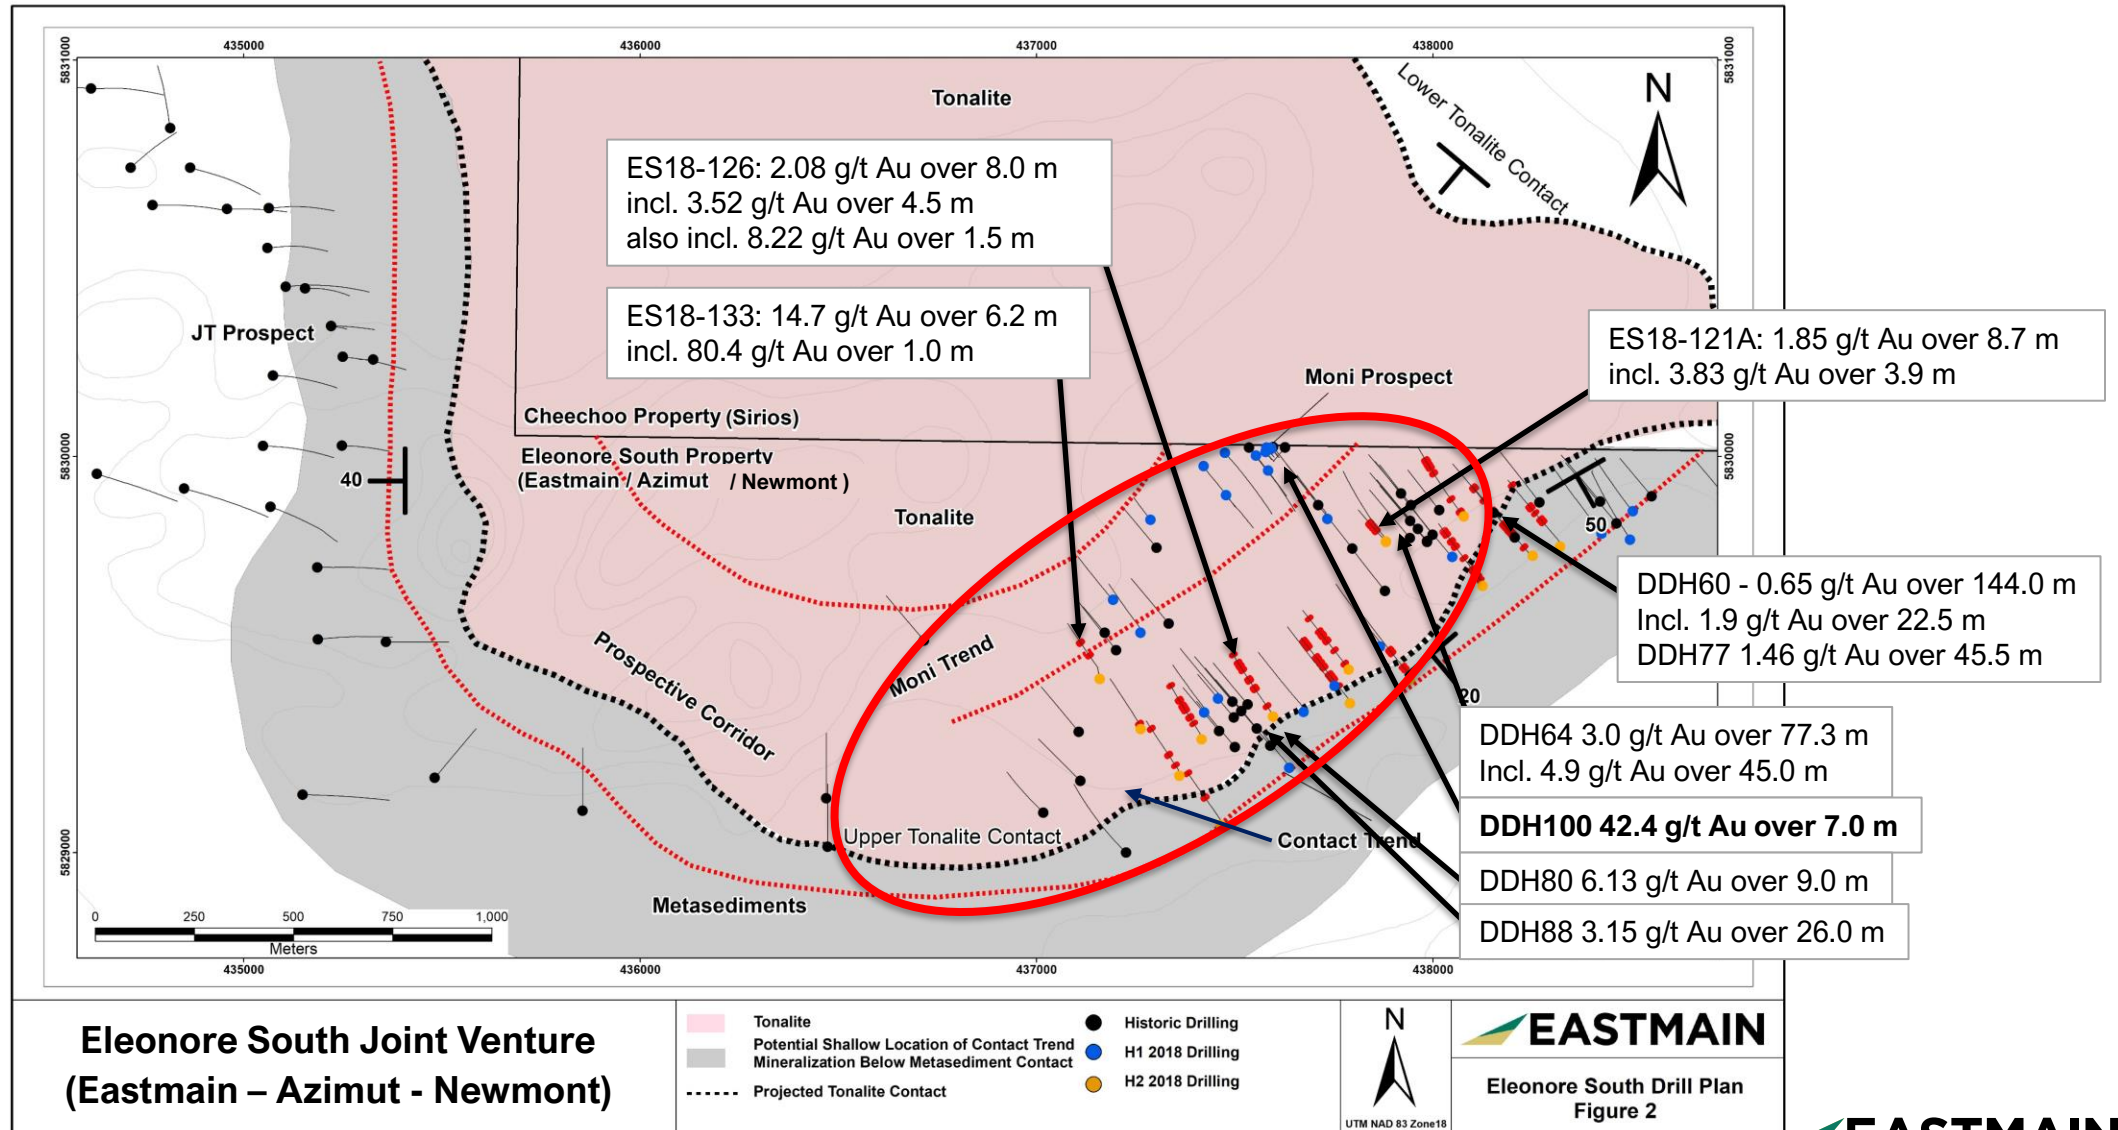 435000
436000
437000
438000
5831000
5831000
Tonalite
Lower Tonalite Contact
N
ES18-126: 2.08 g/t Au over 8.0 m
incl. 3.52 g/t Au over 4.5 m
also incl. 8.22 g/t Au over 1.5 m
ES18-133: 14.7 g/t Au over 6.2 m
incl. 80.4 g/t Au over 1.0 m
JT Prospect
ES18-121A: 1.85 g/t Au over 8.7 m
incl. 3.83 g/t Au over 3.9 m
Moni Prospect
Cheechoo Property (Sirios)
Eleonore South Property
(Eastmain / Azimut / Newmont )
5830000
5830000
40
Tonalite
50
DDH60 - 0.65 g/t Au over 144.0 m
Incl. 1.9 g/t Au over 22.5 m
DDH77 1.46 g/t Au over 45.5 m
Prospective Corridor
Moni Trend
20
DDH64 3.0 g/t Au over 77.3 m
Incl. 4.9 g/t Au over 45.0 m
DDH100 42.4 g/t Au over 7.0 m
DDH80 6.13 g/t Au over 9.0 m
DDH88 3.15 g/t Au over 26.0 m
Upper Tonalite Contact
Contact Trend
5829000
Metasediments
0 250 500 750 1,000
Meters
435000
436000
437000
438000
Eleonore South Joint Venture
(Eastmain – Azimut - Newmont)
Tonalite
Potential Shallow Location of Contact Trend
Mineralization Below Metasediment Contact
Projected Tonalite Contact
Historic Drilling
H1 2018 Drilling
H2 2018 Drilling
N
UTM NAD 83 Zone18
EASTMAIN
Eleonore South Drill Plan
Figure 2
EASTMAIN